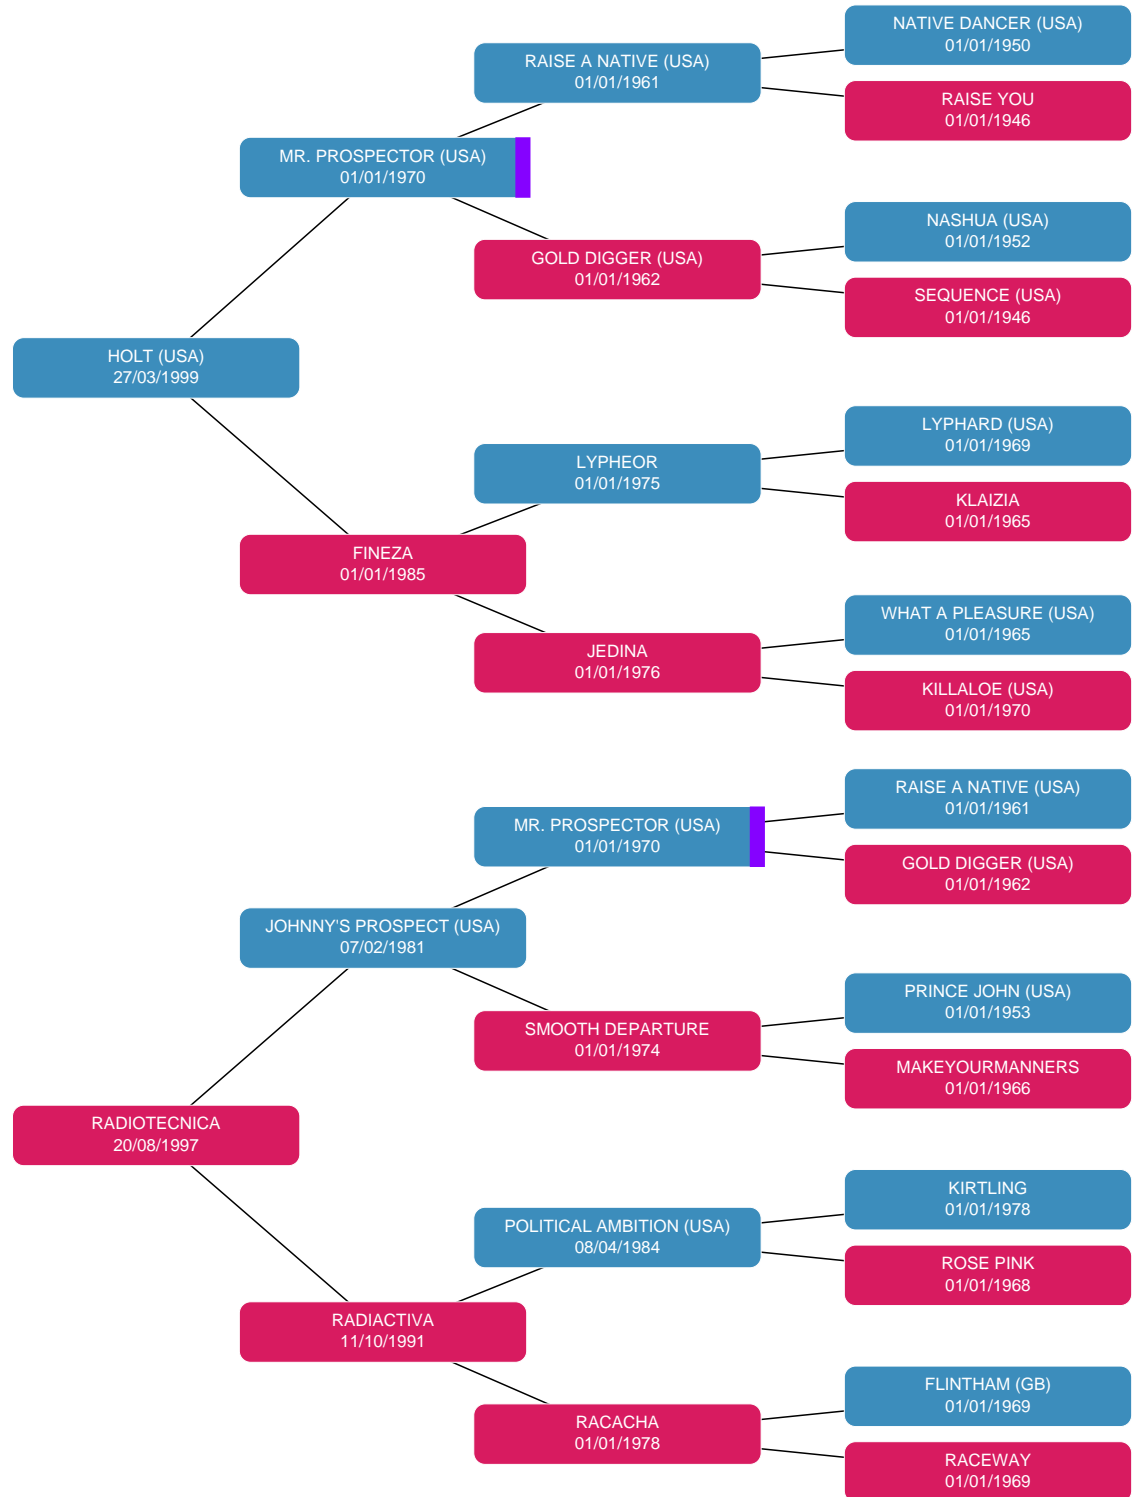 NATIVE DANCER (USA)
01/01/1950
RAISE A NATIVE (USA)
01/01/1961
RAISE YOU
01/01/1946
MR. PROSPECTOR (USA)
01/01/1970
NASHUA (USA)
01/01/1952
GOLD DIGGER (USA)
01/01/1962
SEQUENCE (USA)
01/01/1946
HOLT (USA)
27/03/1999
LYPHARD (USA)
01/01/1969
LYPHEOR
01/01/1975
KLAIZIA
01/01/1965
FINEZA
01/01/1985
WHAT A PLEASURE (USA)
01/01/1965
JEDINA
01/01/1976
KILLALOE (USA)
01/01/1970
RAISE A NATIVE (USA)
01/01/1961
MR. PROSPECTOR (USA)
01/01/1970
GOLD DIGGER (USA)
01/01/1962
JOHNNY'S PROSPECT (USA)
07/02/1981
PRINCE JOHN (USA)
01/01/1953
SMOOTH DEPARTURE
01/01/1974
MAKEYOURMANNERS
01/01/1966
RADIOTECNICA
20/08/1997
KIRTLING
01/01/1978
POLITICAL AMBITION (USA)
08/04/1984
ROSE PINK
01/01/1968
RADIACTIVA
11/10/1991
FLINTHAM (GB)
01/01/1969
RACACHA
01/01/1978
RACEWAY
01/01/1969